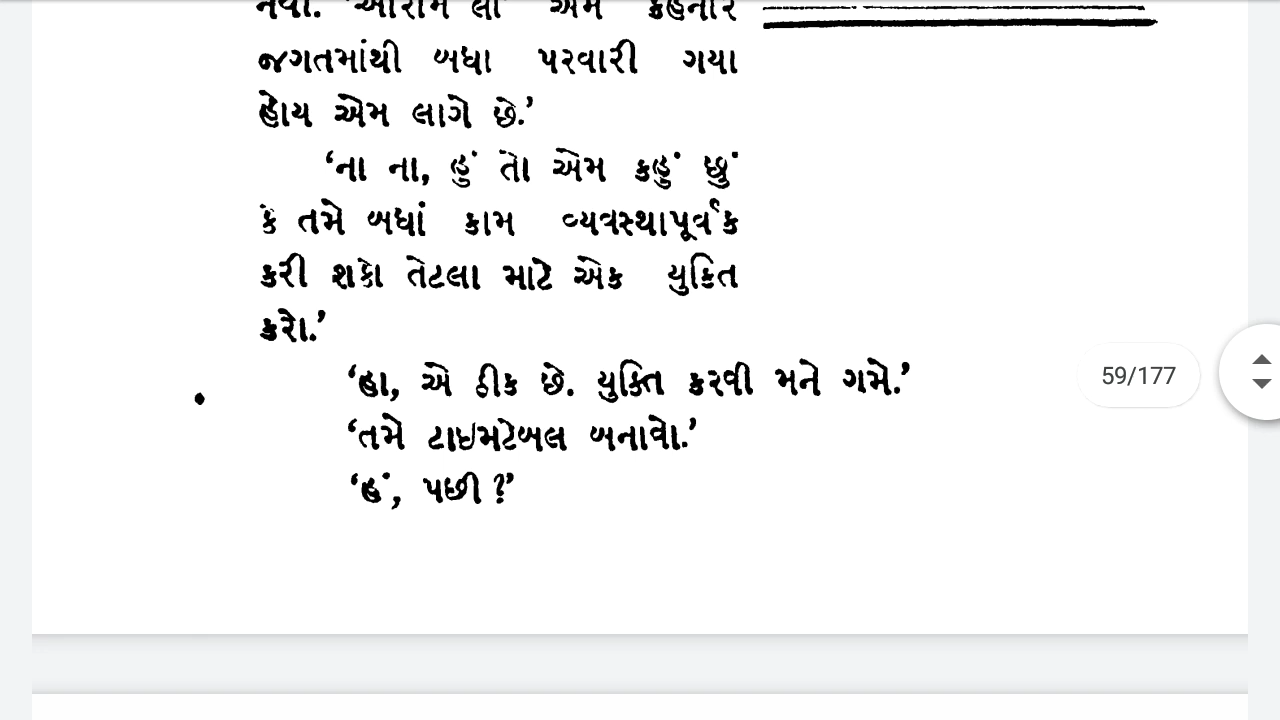 જગતમાંથી બધા પરવારી ગયા
હોય એમ લાગે છે.’
‘ના ના, હું તો એમ કહું છું
કે તમે બધાં કામ વ્યવસ્થાપૂર્વક
કરી શકો તેટલા માટે એક યુકિત
કરો.’
‘હા, એ ઠીક છે. યુક્તિ કરવી મને ગમે.’
59/177
‘તમે ટાઇમટેબલ બનાવો.’
‘હં, પછી ?’